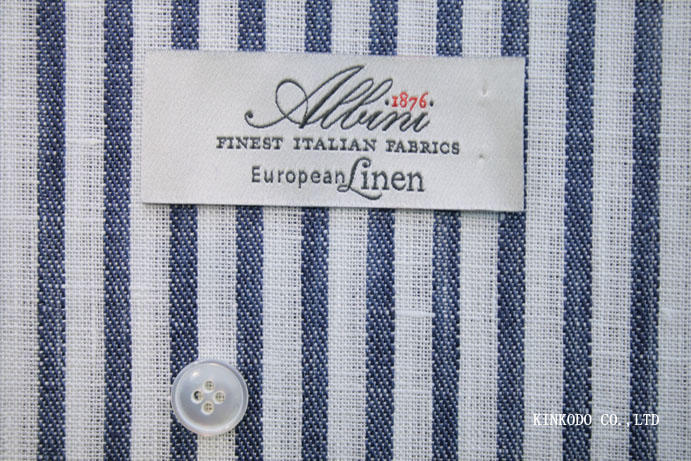 Albini
·1876·
FINEST ITALIAN FABRICS
European Linen
KINKODO CO.,LTD